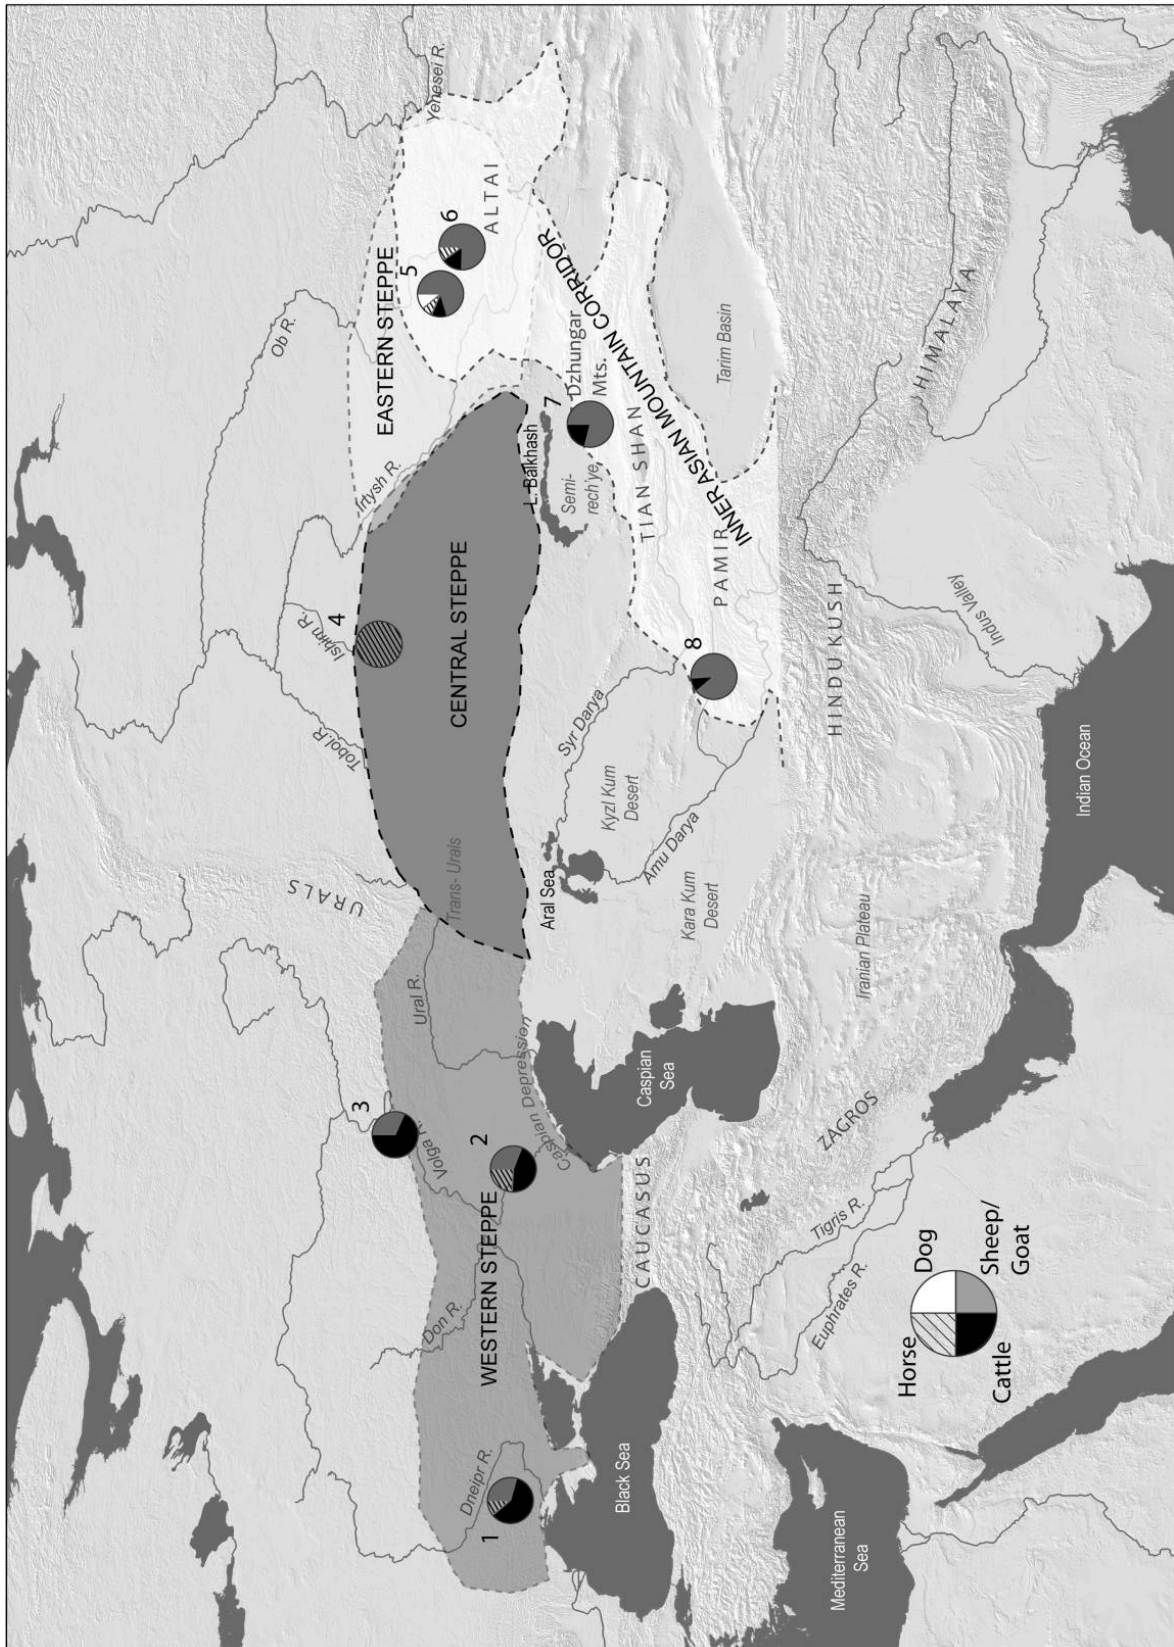 Yenesei R.
Ob R.
EASTERN STEPPE
ALTAI
5
6
Irtysh R.
Ishim R.
4
Tobol.R
CENTRAL STEPPE
Trans- Urals
URALS
L. Balkhash
7
Dzhungar
Mts.
Semi-
rech'ye
TIAN SHAN
INNER ASIAN MOUNTAIN CORRIDOR
Tarim Basin
PAMIR
8
Syr Darya
Kyzl Kum
Desert
Amu Darya
Aral Sea
Kara Kum
Desert
HIMALAYA
HINDU KUSH
Indus Valley
Indian Ocean
Iranian Plateau
ZAGROS
Caspian
Sea
Caspian Depression
Ural R.
3
Volga R.
2
WESTERN STEPPE
Don R.
Dneipr R.
1
CAUCASUS
Black Sea
Tigris R.
Euphrates R.
Mediterranean
Sea
Horse
Dog
Cattle
Sheep/
Goat